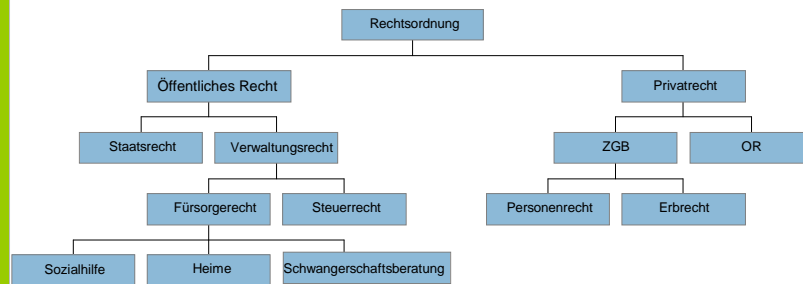 Rechtsordnung
Öffentliches Recht
Privatrecht
Staatsrecht
Verwaltungsrecht
ZGB
OR
Fürsorgerecht
Steuerrecht
Personenrecht
Erbrecht
Sozialhilfe
Heime
Schwangerschaftsberatung